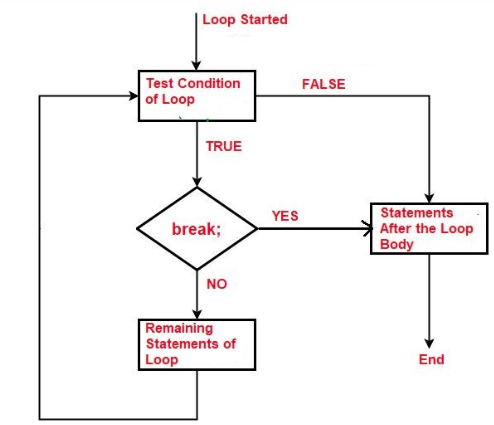 Loop Started
Test Condition
of Loop
FALSE
TRUE
break;
YES
Statements
After the Loop
Body
NO
Remaining
Statements of
Loop
End